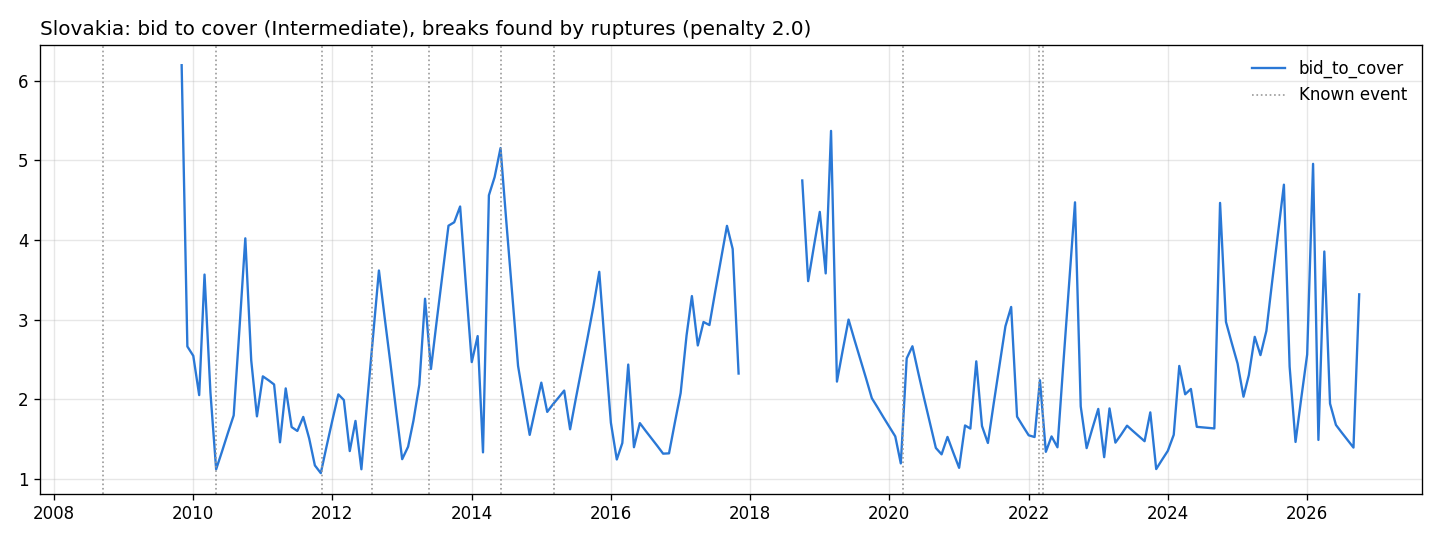 Slovakia: bid to cover (Intermediate), breaks found by ruptures (penalty 2.0)
bid_to_cover
Known event
6
5
4
3
2
1
2008 2010 2012 2014 2016 2018 2020 2022 2024 2026